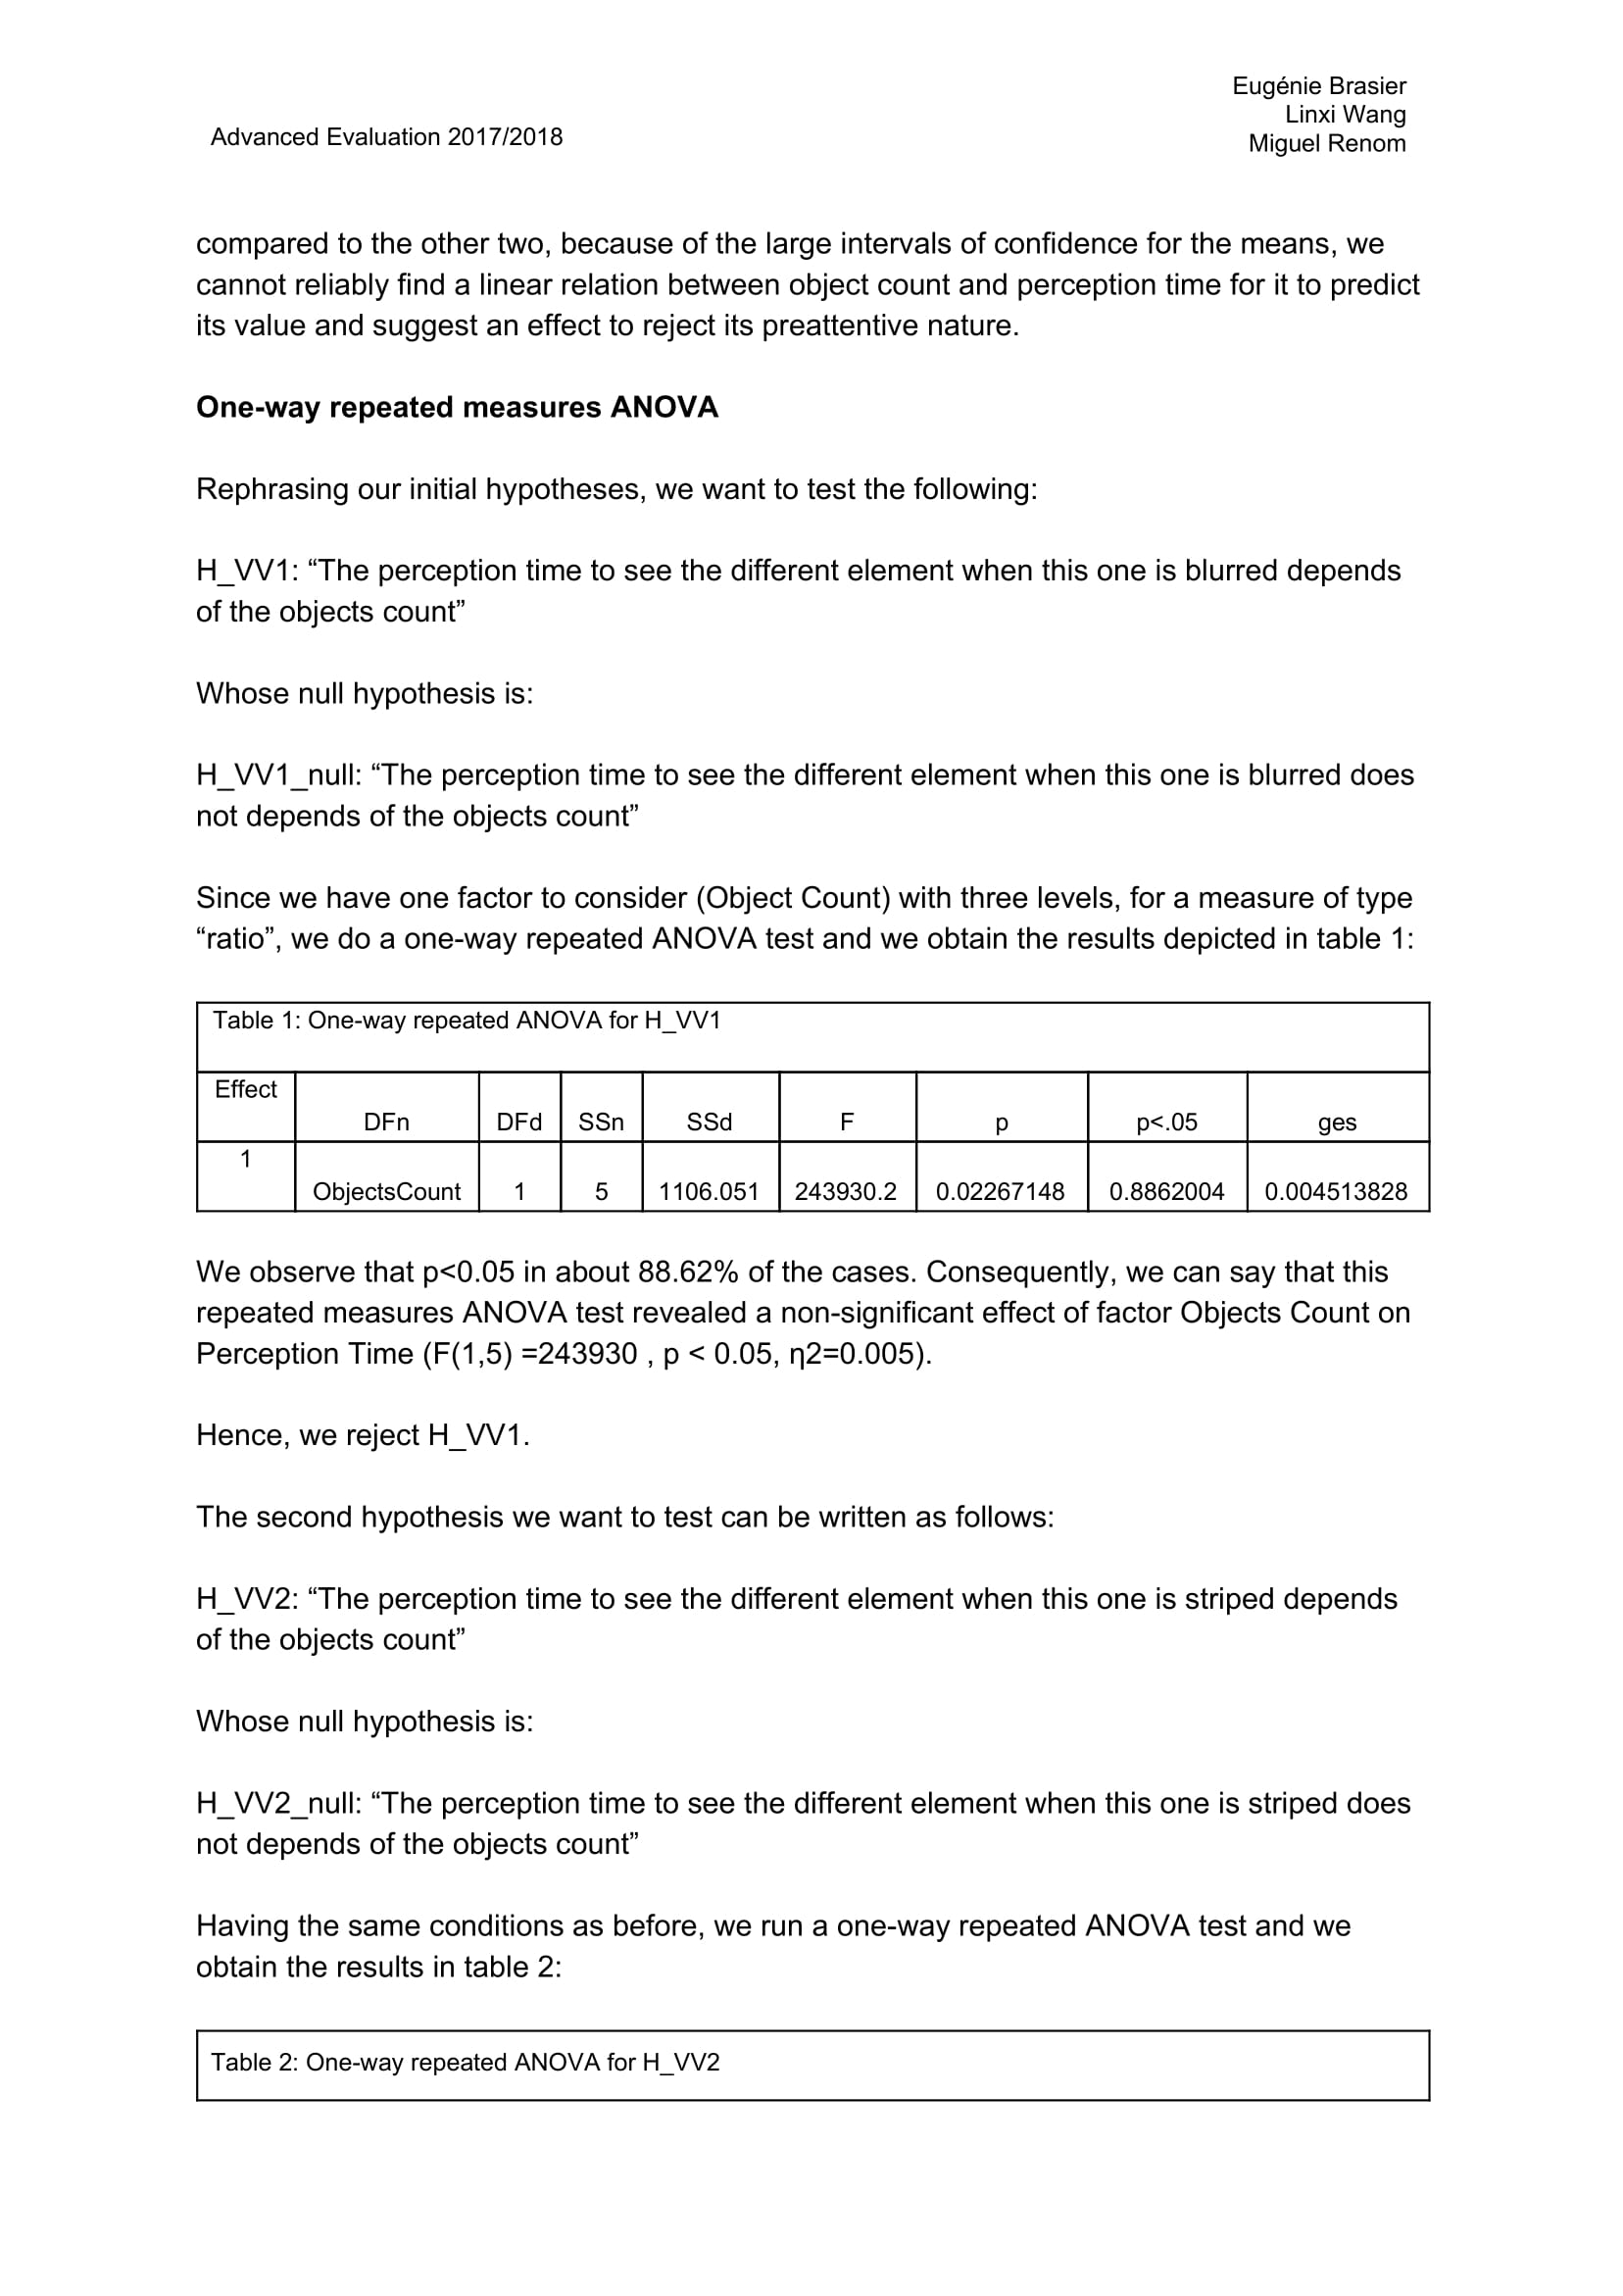 Advanced Evaluation 2017/2018
Eugénie Brasier
Linxi Wang
Miguel Renom
compared to the other two, because of the large intervals of confidence for the means, we
cannot reliably find a linear relation between object count and perception time for it to predict
its value and suggest an effect to reject its preattentive nature.
One-way repeated measures ANOVA
Rephrasing our initial hypotheses, we want to test the following:
H_VV1: “The perception time to see the different element when this one is blurred depends
of the objects count”
Whose null hypothesis is:
H_VV1_null: “The perception time to see the different element when this one is blurred does
not depends of the objects count”
Since we have one factor to consider (Object Count) with three levels, for a measure of type
“ratio”, we do a one-way repeated ANOVA test and we obtain the results depicted in table 1:
Table 1: One-way repeated ANOVA for H_VV1
Effect DFn DFd SSn SSd F p p<.05 ges
1 ObjectsCount 1 5 1106.051 243930.2 0.02267148 0.8862004 0.004513828
We observe that p<0.05 in about 88.62% of the cases. Consequently, we can say that this
repeated measures ANOVA test revealed a non-significant effect of factor Objects Count on
Perception Time (F(1,5) =243930 , p < 0.05, η2=0.005).
Hence, we reject H_VV1.
The second hypothesis we want to test can be written as follows:
H_VV2: “The perception time to see the different element when this one is striped depends
of the objects count”
Whose null hypothesis is:
H_VV2_null: “The perception time to see the different element when this one is striped does
not depends of the objects count”
Having the same conditions as before, we run a one-way repeated ANOVA test and we
obtain the results in table 2:
Table 2: One-way repeated ANOVA for H_VV2